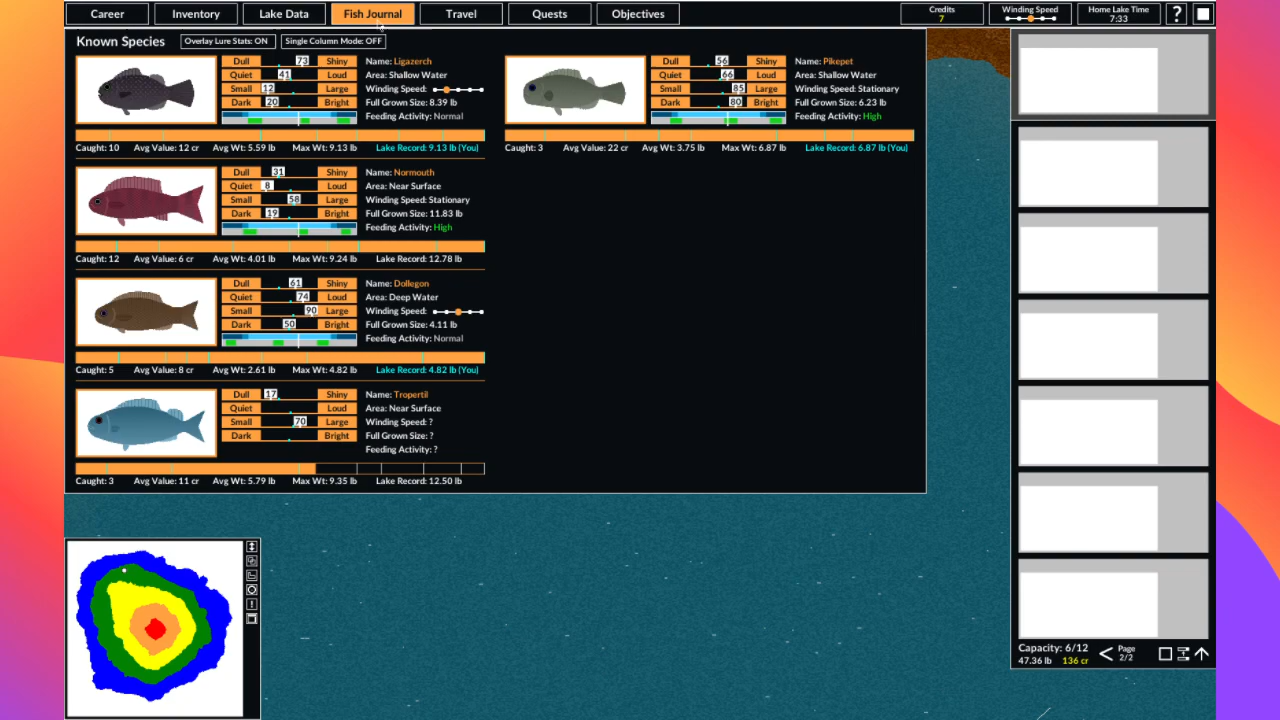 Career Inventory Lake Data Fish Journal Travel Quests Objectives
Credits
7
Winding Speed
Home Lake Time
7:33
?
Known Species Overlay Lure Stats: ON Single Column Mode: OFF
Dull 73 Shiny
Quiet 41 Loud
Small 12 Large
Dark 20 Bright
Name: Ligazerch
Area: Shallow Water
Winding Speed:
Full Grown Size: 8.39 lb
Feeding Activity: Normal
Caught: 10 Avg Value: 12 cr Avg Wt: 5.59 lb Max Wt: 9.13 lb Lake Record: 9.13 lb (You)
Dull 56 Shiny
Quiet 66 Loud
Small 85 Large
Dark 80 Bright
Name: Pikepet
Area: Shallow Water
Winding Speed: Stationary
Full Grown Size: 6.23 lb
Feeding Activity: High
Caught: 3 Avg Value: 22 cr Avg Wt: 3.75 lb Max Wt: 6.87 lb Lake Record: 6.87 lb (You)
Dull 31 Shiny
Quiet 8 Loud
Small 58 Large
Dark 19 Bright
Name: Normouth
Area: Near Surface
Winding Speed: Stationary
Full Grown Size: 11.83 lb
Feeding Activity: High
Caught: 12 Avg Value: 6 cr Avg Wt: 4.01 lb Max Wt: 9.24 lb Lake Record: 12.78 lb
Dull 61 Shiny
Quiet 74 Loud
Small 90 Large
Dark 50 Bright
Name: Dollegon
Area: Deep Water
Winding Speed:
Full Grown Size: 4.11 lb
Feeding Activity: Normal
Caught: 5 Avg Value: 8 cr Avg Wt: 2.61 lb Max Wt: 4.82 lb Lake Record: 4.82 lb (You)
Dull 17 Shiny
Quiet Loud
Small 70 Large
Dark Bright
Name: Tropertil
Area: Near Surface
Winding Speed: ?
Full Grown Size: ?
Feeding Activity: ?
Caught: 3 Avg Value: 11 cr Avg Wt: 5.79 lb Max Wt: 9.35 lb Lake Record: 12.50 lb
Capacity: 6/12
47.36 lb 136 cr
Page
2/2